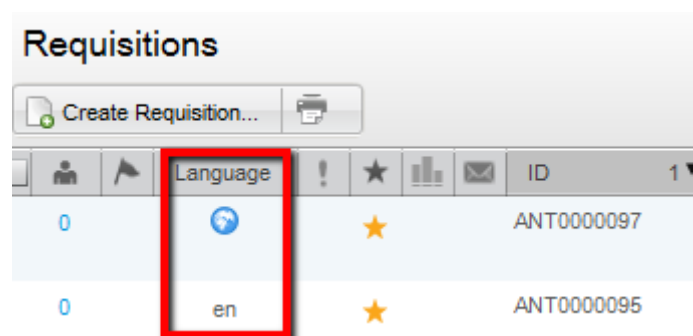 Requisitions
Create Requisition...
Language ! ID 1
0 ANT0000097
0 en ANT0000095